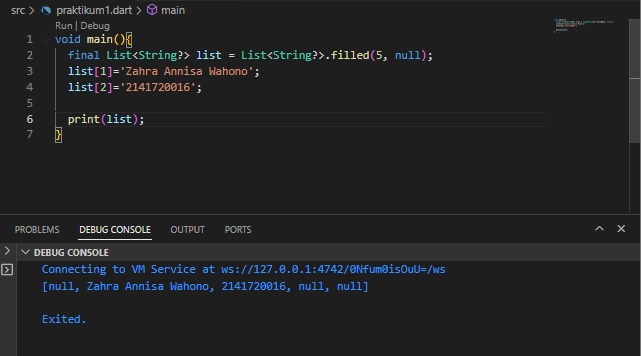 src > praktikum1.dart > main
Run | Debug
1 void main(){
2 final List<String?> list = List<String?>.filled(5, null);
3 list[1]='Zahra Annisa Wahono';
4 list[2]='2141720016';
5
6 print(list);
7 }
PROBLEMS DEBUG CONSOLE OUTPUT PORTS
DEBUG CONSOLE
Connecting to VM Service at ws://127.0.0.1:4742/0Nfum0isOuU=/ws
[null, Zahra Annisa Wahono, 2141720016, null, null]
Exited.